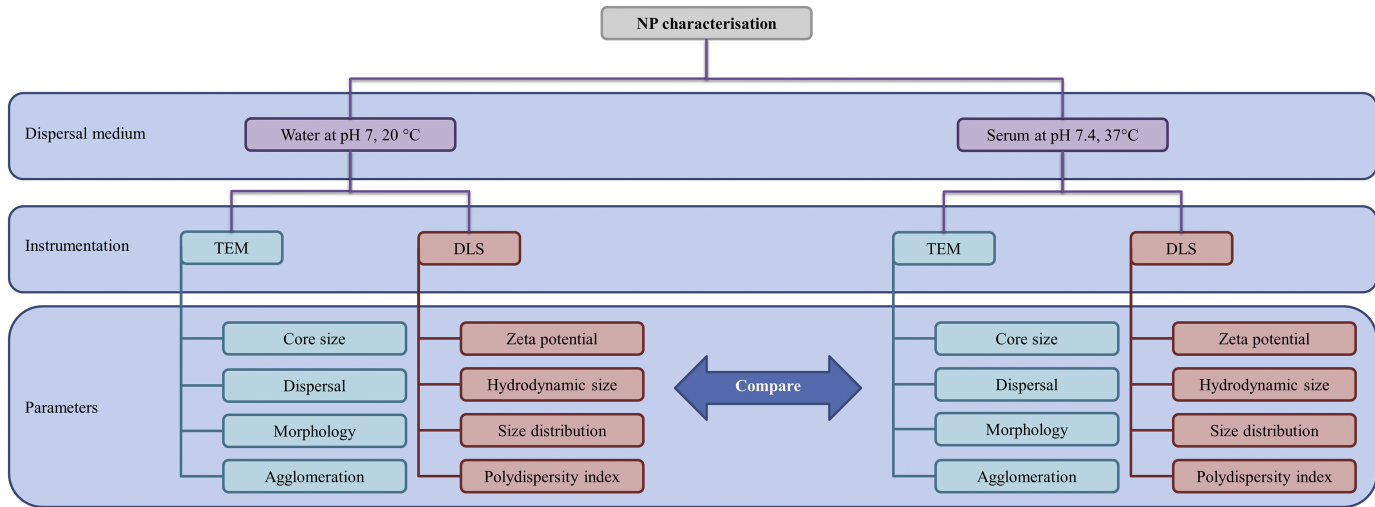 NP characterisation
Dispersal medium
Water at pH 7, 20 °C
Serum at pH 7.4, 37°C
Instrumentation
TEM
DLS
TEM
DLS
Parameters
Core size
Dispersal
Morphology
Agglomeration
Zeta potential
Hydrodynamic size
Size distribution
Polydispersity index
Compare
Core size
Dispersal
Morphology
Agglomeration
Zeta potential
Hydrodynamic size
Size distribution
Polydispersity index